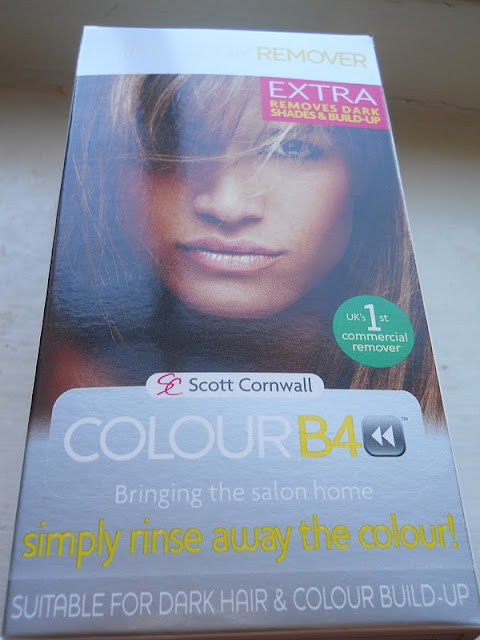 REMOVER
EXTRA
REMOVES DARK
SHADES & BUILD-UP
UK's 1st
commercial
remover
SC Scott Cornwall
COLOUR B4 ™
Bringing the salon home
simply rinse away the colour!
SUITABLE FOR DARK HAIR & COLOUR BUILD-UP